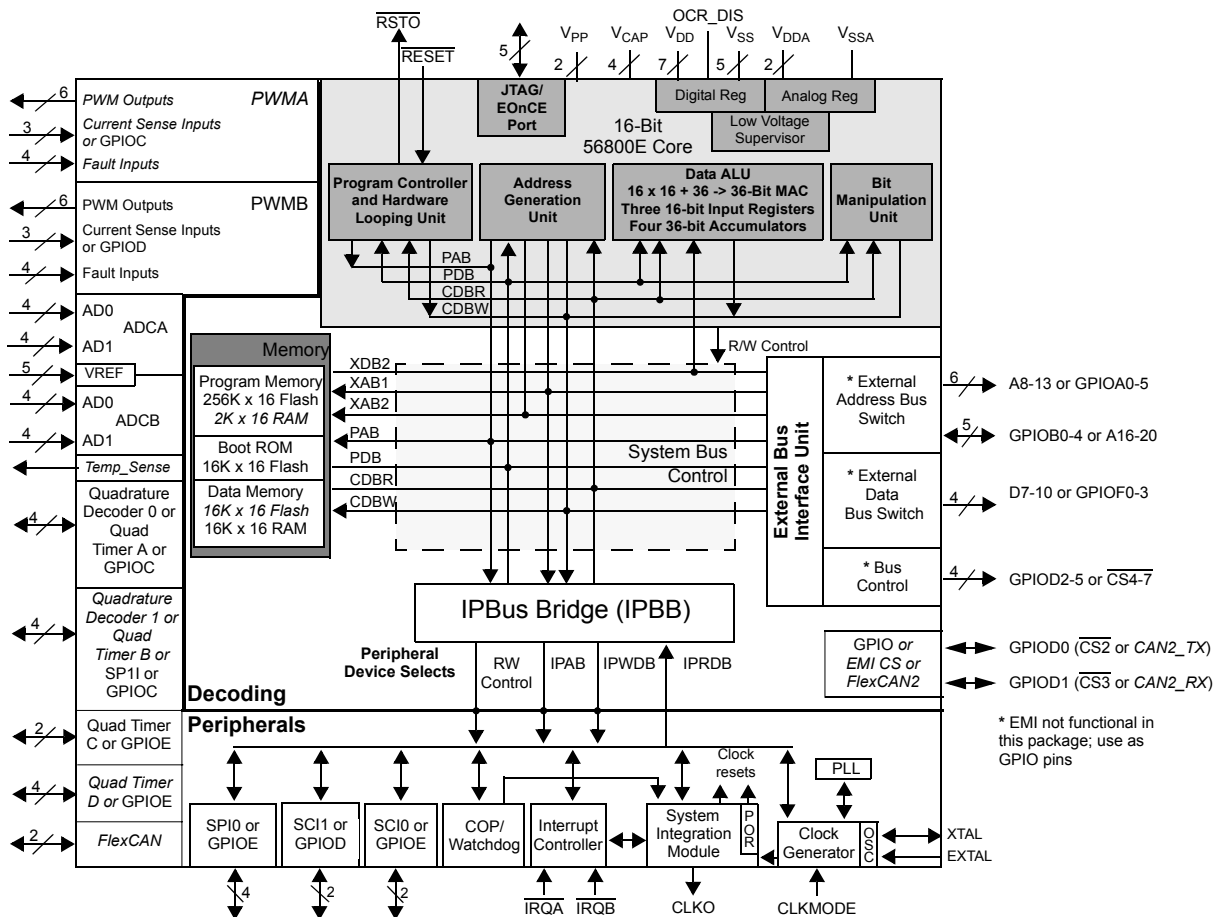 RSTO
RESET
5
VPP
2
VCAP
4
VDD
7
OCR_DIS
VSS
5
VDDA
2
VSSA
6
PWM Outputs
PWMA
3
Current Sense Inputs
or GPIOC
4
Fault Inputs
6
PWM Outputs
PWMB
3
Current Sense Inputs
or GPIOD
4
Fault Inputs
4
AD0
ADCA
4
AD1
5
VREF
4
AD0
ADCB
4
AD1
Temp_Sense
4
Quadrature
Decoder 0 or
Quad
Timer A or
GPIOC
4
Quadrature
Decoder 1 or
Quad
Timer B or
SP1I or
GPIOC
2
Quad Timer
C or GPIOE
4
Quad Timer
D or GPIOE
2
FlexCAN
JTAG/
EOnCE
Port
Digital Reg
Analog Reg
Low Voltage
Supervisor
16-Bit
56800E Core
Program Controller
and Hardware
Looping Unit
Address
Generation
Unit
Data ALU
16 x 16 + 36 -> 36-Bit MAC
Three 16-bit Input Registers
Four 36-bit Accumulators
Bit
Manipulation
Unit
PAB
PDB
CDBR
CDBW
R/W Control
Memory
Program Memory
256K x 16 Flash
2K x 16 RAM
Boot ROM
16K x 16 Flash
Data Memory
16K x 16 Flash
16K x 16 RAM
XDB2
XAB1
XAB2
PAB
PDB
CDBR
CDBW
System Bus
Control
External Bus
Interface Unit
* External
Address Bus
Switch
* External
Data
Bus Switch
* Bus
Control
6
A8-13 or GPIOA0-5
5
GPIOB0-4 or A16-20
4
D7-10 or GPIOF0-3
4
GPIOD2-5 or CS4-7
IPBus Bridge (IPBB)
GPIO or
EMI CS or
FlexCAN2
GPIOD0 (CS2 or CAN2_TX)
GPIOD1 (CS3 or CAN2_RX)
* EMI not functional in
this package; use as
GPIO pins
Peripheral
Device Selects
RW
Control
IPAB
IPWDB
IPRDB
Decoding
Peripherals
Clock
resets
PLL
SPI0 or
GPIOE
SCI1 or
GPIOD
SCI0 or
GPIOE
COP/
Watchdog
Interrupt
Controller
System
Integration
Module
POR
Clock
Generator
OSC
XTAL
EXTAL
4
2
2
IRQA
IRQB
CLKO
CLKMODE